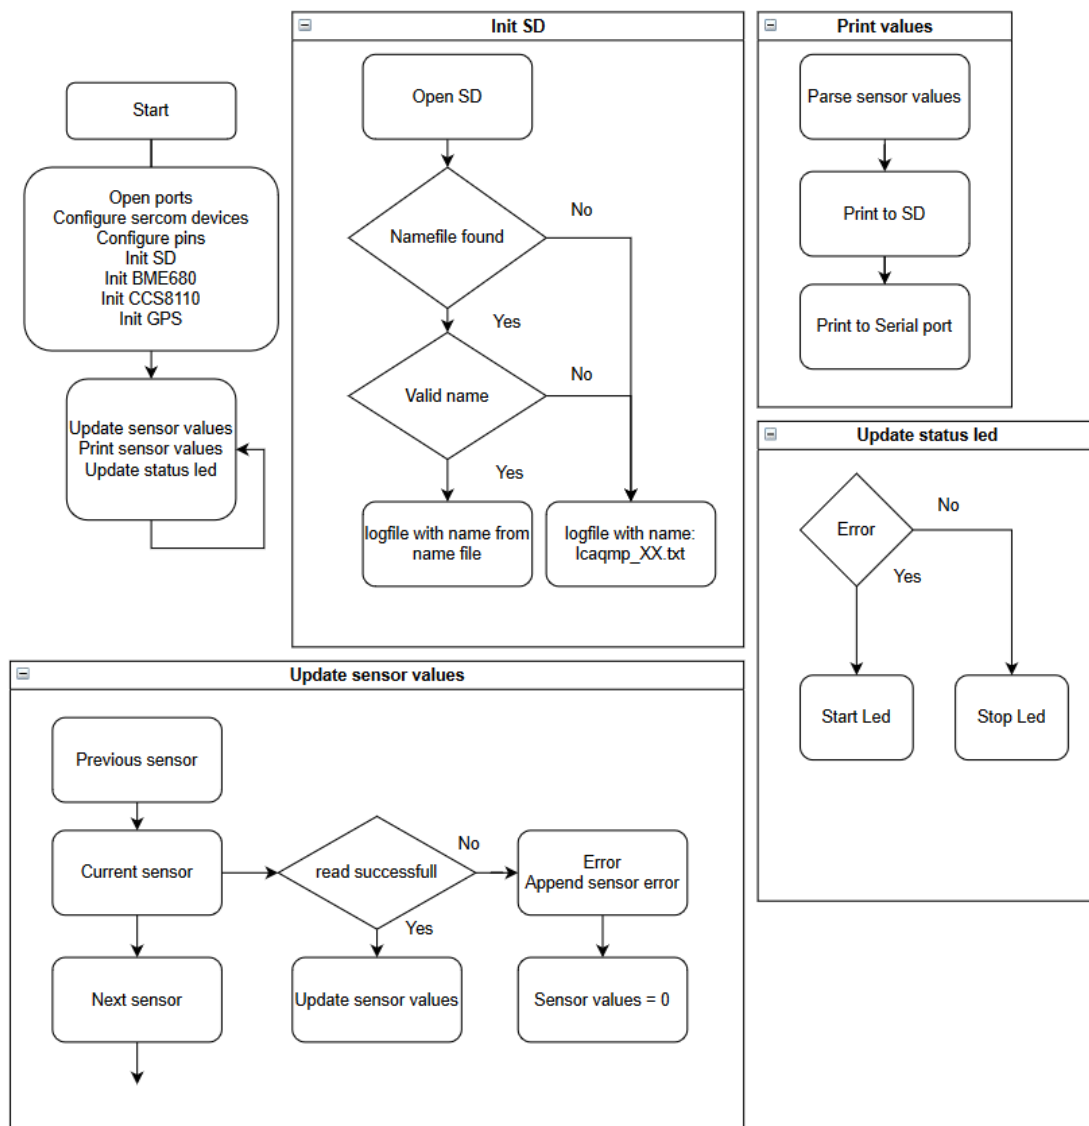 Start
Open ports
Configure sercom devices
Configure pins
Init SD
Init BME680
Init CCS8110
Init GPS
Update sensor values
Print sensor values
Update status led
Init SD
Open SD
Namefile found
No
Yes
Valid name
No
Yes
logfile with name from
name file
logfile with name:
lcaqmp_XX.txt
Print values
Parse sensor values
Print to SD
Print to Serial port
Update status led
Error
No
Yes
Start Led
Stop Led
Update sensor values
Previous sensor
Current sensor
Next sensor
read successfull
No
Yes
Error
Append sensor error
Update sensor values
Sensor values = 0